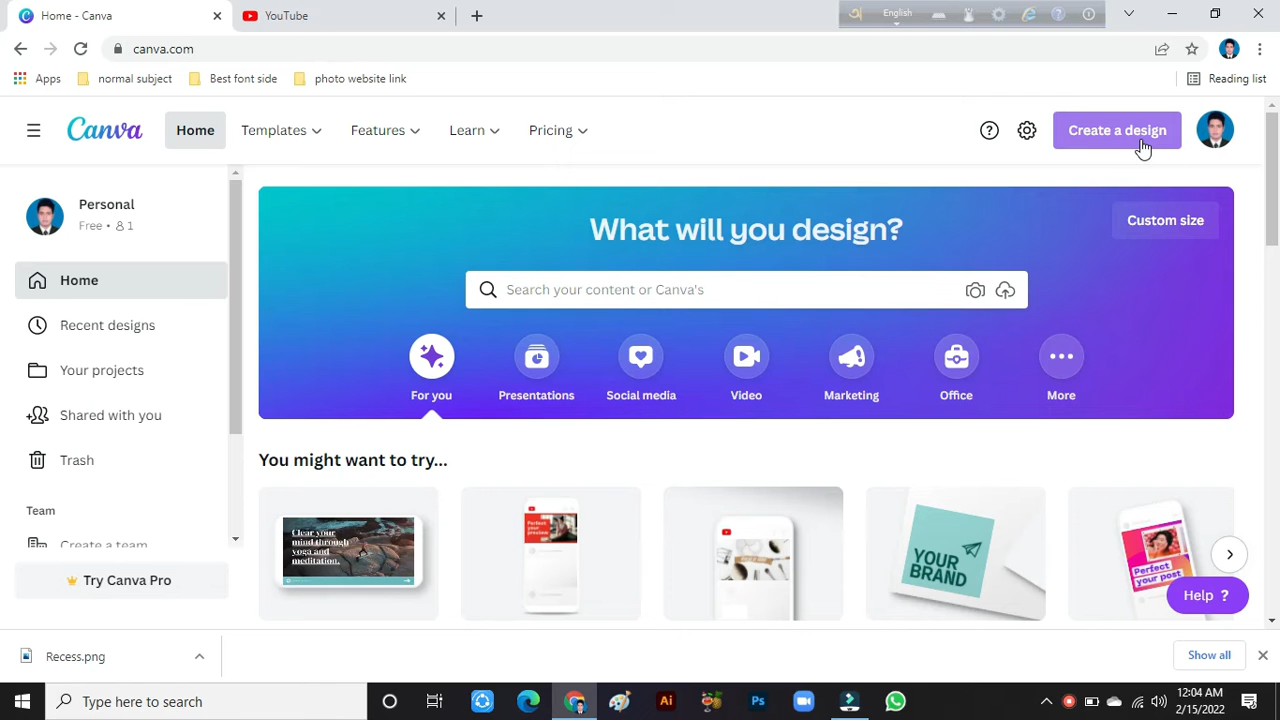 Home - Canva
YouTube
English
canva.com
Apps
normal subject
Best font side
photo website link
Reading list
Canva
Home
Templates
Features
Learn
Pricing
Create a design
Personal
Free • 1
Home
Recent designs
Your projects
Shared with you
Trash
Team
Create a team
Try Canva Pro
What will you design?
Custom size
Search your content or Canva's
For you
Presentations
Social media
Video
Marketing
Office
More
You might want to try...
Clear your
mind through
yoga and
meditation.
Perfect
your
preview
YOUR
BRAND
Perfect
your post
Help ?
Recess.png
Show all
Type here to search
Ai
Ps
12:04 AM
2/15/2022